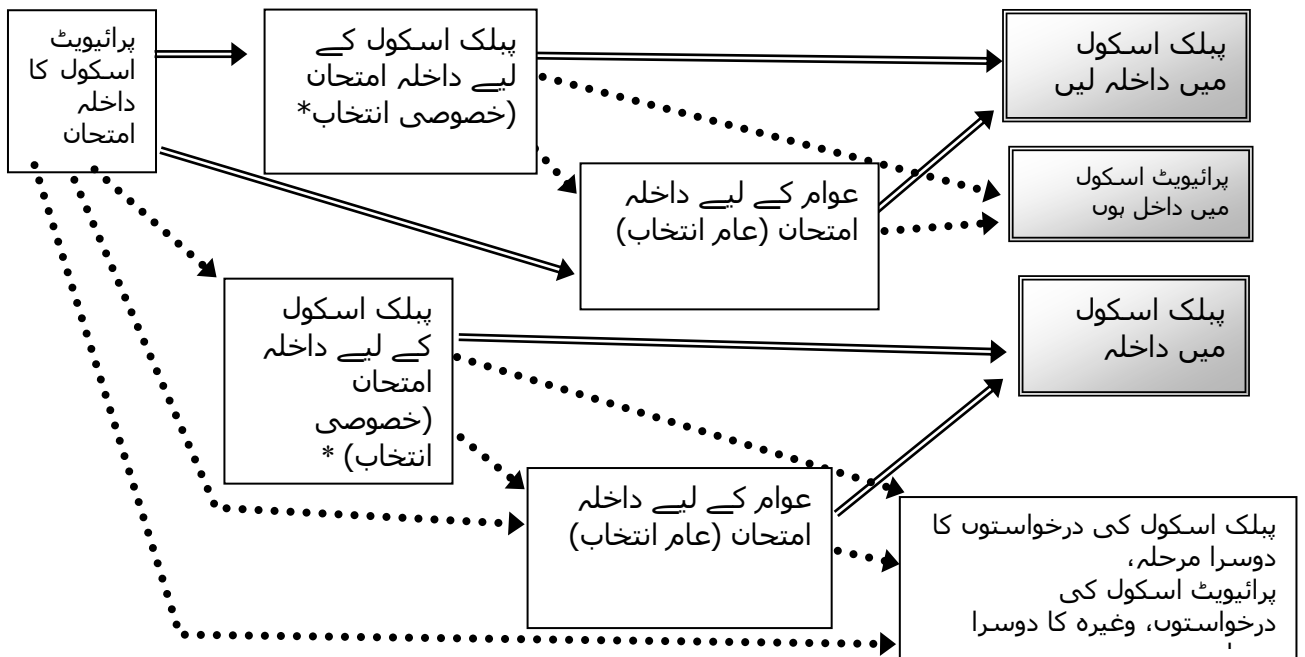 پرائیویٹ
اسکول کا
داخلہ
امتحان
پبلک اسکول کے
لیے داخلہ امتحان
(خصوصی انتخاب*
پبلک اسکول
میں داخلہ لیں
پرائیویٹ اسکول
میں داخل ہوں
عوام کے لیے داخلہ
امتحان (عام انتخاب)
پبلک اسکول
کے لیے داخلہ
امتحان
(خصوصی
انتخاب) *
پبلک اسکول
میں داخلہ
عوام کے لیے داخلہ
امتحان (عام انتخاب)
پبلک اسکول کی درخواستوں کا
دوسرا مرحلہ،
پرائیویٹ اسکول کی
درخواستوں، وغیرہ کا دوسرا